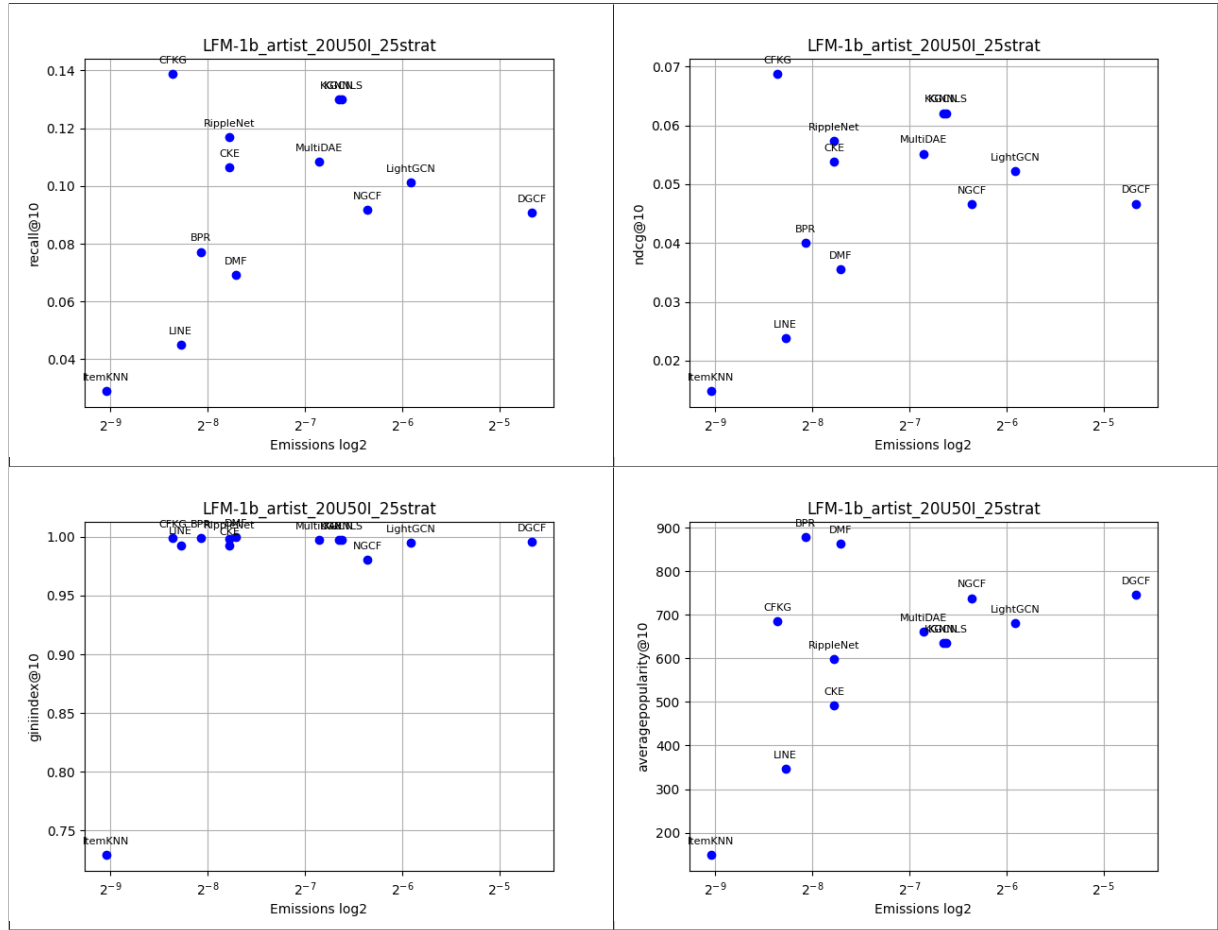 LFM-1b_artist_20U50I_25strat
CFKG
RippleNet
CKE
MultiDAE
LightGCN
NGCF
DGCF
BPR
DMF
LINE
ItemKNN
0.14
0.12
0.10
0.08
0.06
0.04
recall@10
2⁻⁹ 2⁻⁸ 2⁻⁷ 2⁻⁶ 2⁻⁵
Emissions log2
LFM-1b_artist_20U50I_25strat
CFKG
RippleNet
CKE
MultiDAE
LightGCN
NGCF
DGCF
BPR
DMF
LINE
ItemKNN
0.07
0.06
0.05
0.04
0.03
0.02
ndcg@10
2⁻⁹ 2⁻⁸ 2⁻⁷ 2⁻⁶ 2⁻⁵
Emissions log2
LFM-1b_artist_20U50I_25strat
CFKG
BPR
RippleNet
DMF
LINE
CKE
LightGCN
NGCF
DGCF
ItemKNN
1.00
0.95
0.90
0.85
0.80
0.75
giniindex@10
2⁻⁹ 2⁻⁸ 2⁻⁷ 2⁻⁶ 2⁻⁵
Emissions log2
LFM-1b_artist_20U50I_25strat
BPR
DMF
CFKG
NGCF
DGCF
MultiDAE
LightGCN
RippleNet
CKE
LINE
ItemKNN
900
800
700
600
500
400
300
200
averagepopularity@10
2⁻⁹ 2⁻⁸ 2⁻⁷ 2⁻⁶ 2⁻⁵
Emissions log2